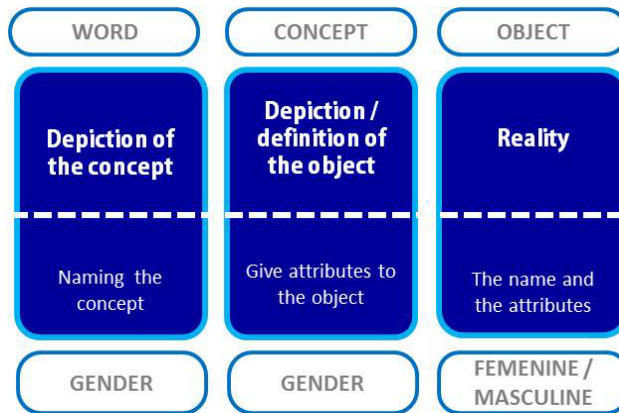 WORD
CONCEPT
OBJECT
Depiction of
the concept
Depiction /
definition of
the object
Reality
Naming the
concept
Give attributes to
the object
The name and
the attributes
GENDER
GENDER
FEMENINE /
MASCULINE